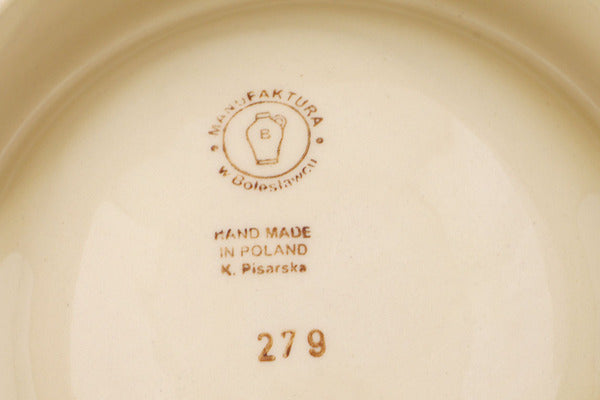 MANUFAKTURA
B
w Bolesławcu
HAND MADE
IN POLAND
K. Pisarska
279